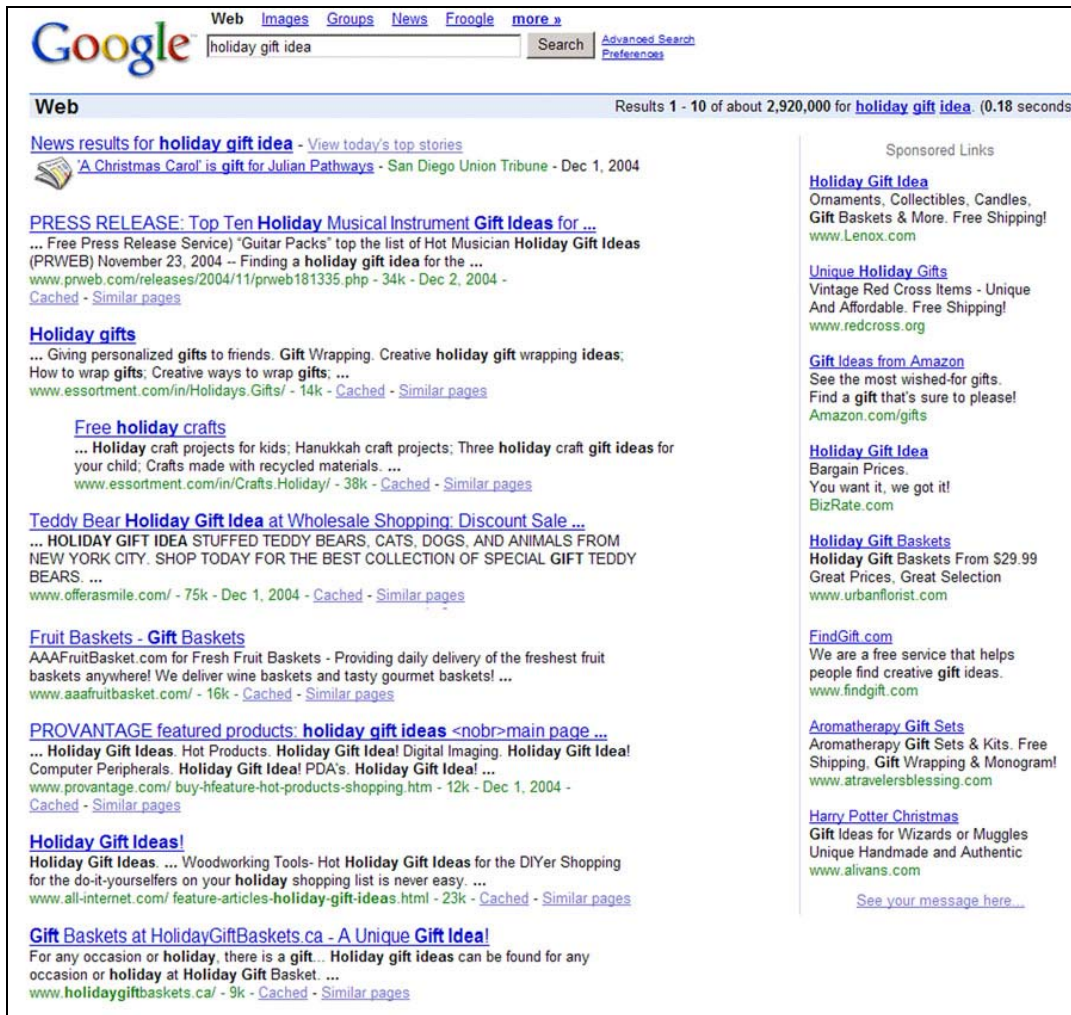 Web Images Groups News Froogle more »
Google
holiday gift idea
Search
Advanced Search
Preferences
Web
Results 1 - 10 of about 2,920,000 for holiday gift idea. (0.18 seconds
News results for holiday gift idea - View today's top stories
'A Christmas Carol' is gift for Julian Pathways - San Diego Union Tribune - Dec 1, 2004
PRESS RELEASE: Top Ten Holiday Musical Instrument Gift Ideas for ...
... Free Press Release Service) “Guitar Packs” top the list of Hot Musician Holiday Gift Ideas
(PRWEB) November 23, 2004 -- Finding a holiday gift idea for the ...
www.prweb.com/releases/2004/11/prweb181335.php - 34k - Dec 2, 2004 -
Cached - Similar pages
Holiday gifts
... Giving personalized gifts to friends. Gift Wrapping. Creative holiday gift wrapping ideas;
How to wrap gifts; Creative ways to wrap gifts; ...
www.essortment.com/in/Holidays.Gifts/ - 14k - Cached - Similar pages
Free holiday crafts
... Holiday craft projects for kids; Hanukkah craft projects; Three holiday craft gift ideas for
your child; Crafts made with recycled materials. ...
www.essortment.com/in/Crafts.Holiday/ - 38k - Cached - Similar pages
Teddy Bear Holiday Gift Idea at Wholesale Shopping: Discount Sale ...
... HOLIDAY GIFT IDEA STUFFED TEDDY BEARS, CATS, DOGS, AND ANIMALS FROM
NEW YORK CITY. SHOP TODAY FOR THE BEST COLLECTION OF SPECIAL GIFT TEDDY
BEARS. ...
www.offerasmile.com/ - 75k - Dec 1, 2004 - Cached - Similar pages
Fruit Baskets - Gift Baskets
AAAFruitBasket.com for Fresh Fruit Baskets - Providing daily delivery of the freshest fruit
baskets anywhere! We deliver wine baskets and tasty gourmet baskets! ...
www.aaafruitbasket.com/ - 16k - Cached - Similar pages
PROVANTAGE featured products: holiday gift ideas <nobr>main page ...
... Holiday Gift Ideas. Hot Products. Holiday Gift Idea! Digital Imaging. Holiday Gift Idea!
Computer Peripherals. Holiday Gift Idea! PDA's. Holiday Gift Idea! ...
www.provantage.com/ buy-hfeature-hot-products-shopping.htm - 12k - Dec 1, 2004 -
Cached - Similar pages
Holiday Gift Ideas!
Holiday Gift Ideas. ... Woodworking Tools- Hot Holiday Gift Ideas for the DIYer Shopping
for the do-it-yourselfers on your holiday shopping list is never easy. ...
www.all-internet.com/ feature-articles-holiday-gift-ideas.html - 23k - Cached - Similar pages
Gift Baskets at HolidayGiftBaskets.ca - A Unique Gift Idea!
For any occasion or holiday, there is a gift... Holiday gift ideas can be found for any
occasion or holiday at Holiday Gift Basket. ...
www.holidaygiftbaskets.ca/ - 9k - Cached - Similar pages
Sponsored Links
Holiday Gift Idea
Ornaments, Collectibles, Candles,
Gift Baskets & More. Free Shipping!
www.Lenox.com
Unique Holiday Gifts
Vintage Red Cross Items - Unique
And Affordable. Free Shipping!
www.redcross.org
Gift Ideas from Amazon
See the most wished-for gifts.
Find a gift that's sure to please!
Amazon.com/gifts
Holiday Gift Idea
Bargain Prices.
You want it, we got it!
BizRate.com
Holiday Gift Baskets
Holiday Gift Baskets From $29.99
Great Prices, Great Selection
www.urbanflorist.com
FindGift.com
We are a free service that helps
people find creative gift ideas.
www.findgift.com
Aromatherapy Gift Sets
Aromatherapy Gift Sets & Kits. Free
Shipping, Gift Wrapping & Monogram!
www.atravelersblessing.com
Harry Potter Christmas
Gift Ideas for Wizards or Muggles
Unique Handmade and Authentic
www.alivans.com
See your message here...